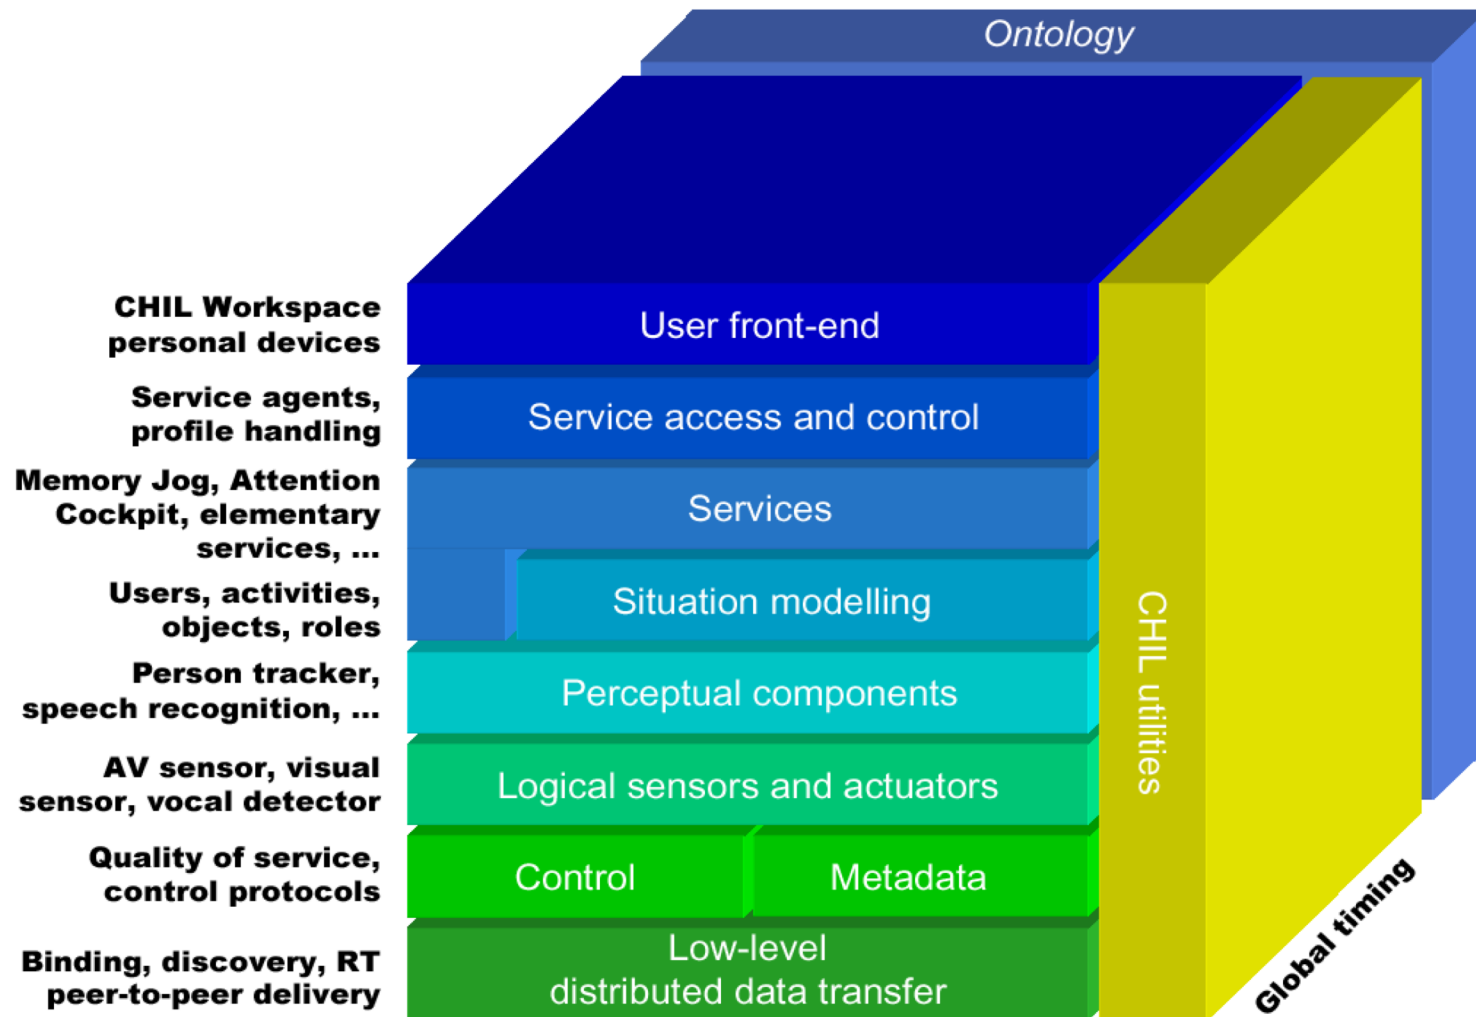 Ontology
CHIL Workspace
personal devices
User front-end
Service agents,
profile handling
Service access and control
Memory Jog, Attention
Cockpit, elementary
services, ...
Services
Users, activities,
objects, roles
Situation modelling
Person tracker,
speech recognition, ...
Perceptual components
AV sensor, visual
sensor, vocal detector
Logical sensors and actuators
Quality of service,
control protocols
Control
Metadata
Binding, discovery, RT
peer-to-peer delivery
Low-level
distributed data transfer
CHIL utilities
Global timing